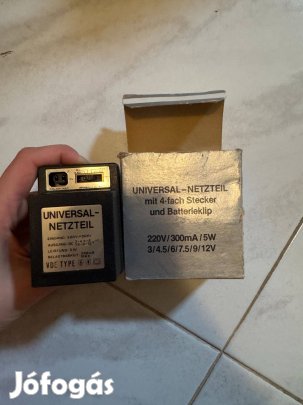 UNIVERSAL-
NETZTEIL
VDE TYPE
UNIVERSAL-NETZTEIL
mit 4-fach Stecker
und Batterieklip
220V/300mA/5W
3/4.5/6/7.5/9/12V
Jófogás